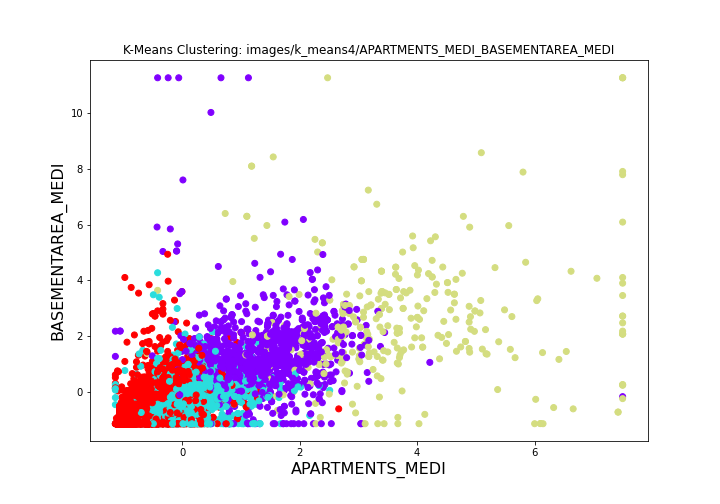 K-Means Clustering: images/k_means4/APARTMENTS_MEDI_BASEMENTAREA_MEDI
10
8
6
4
2
0
BASEMENTAREA_MEDI
0 2 4 6
APARTMENTS_MEDI